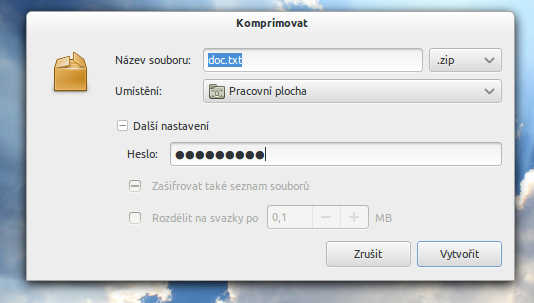 Komprimovat
Název souboru: doc.txt .zip
Umístění: Pracovní plocha
Další nastavení
Heslo: ●●●●●●●●●
Zašifrovat také seznam souborů
Rozdělit na svazky po 0,1 − + MB
Zrušit Vytvořit